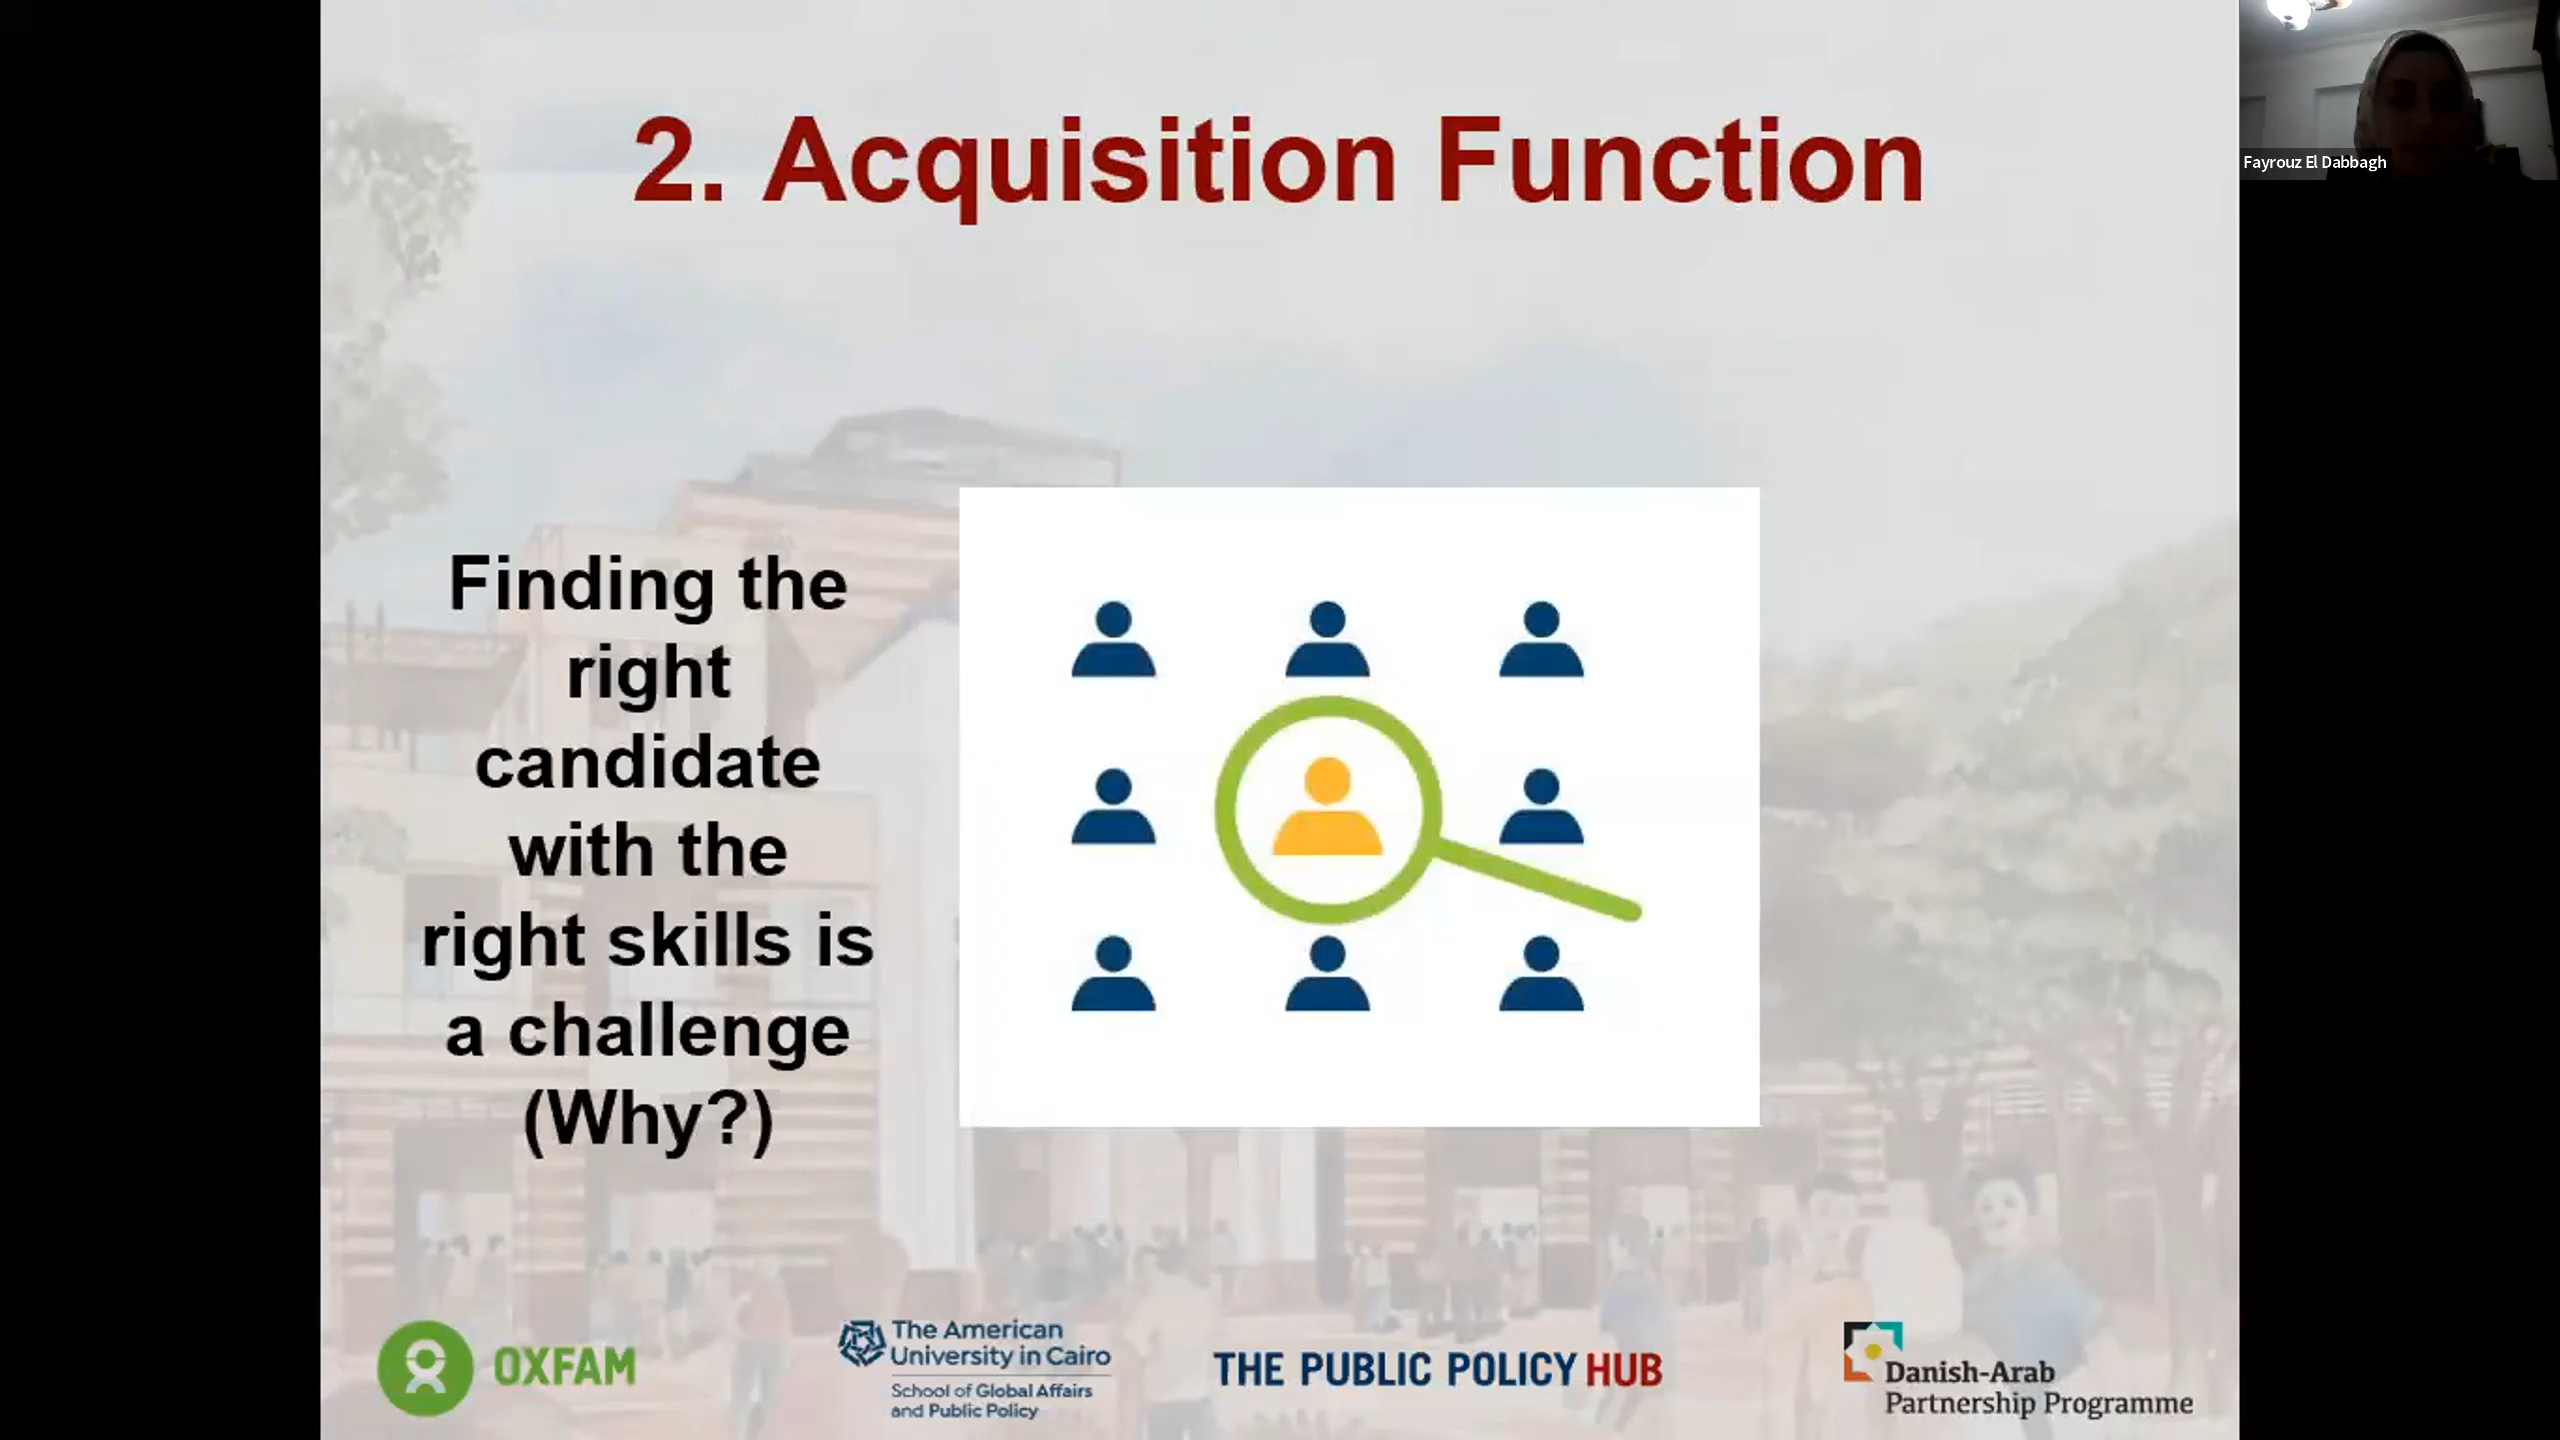 2. Acquisition Function
Fayrouz El Dabbagh
Finding the
right
candidate
with the
right skills is
a challenge
(Why?)
OXFAM
The American
University in Cairo
School of Global Affairs
and Public Policy
THE PUBLIC POLICY HUB
Danish-Arab
Partnership Programme